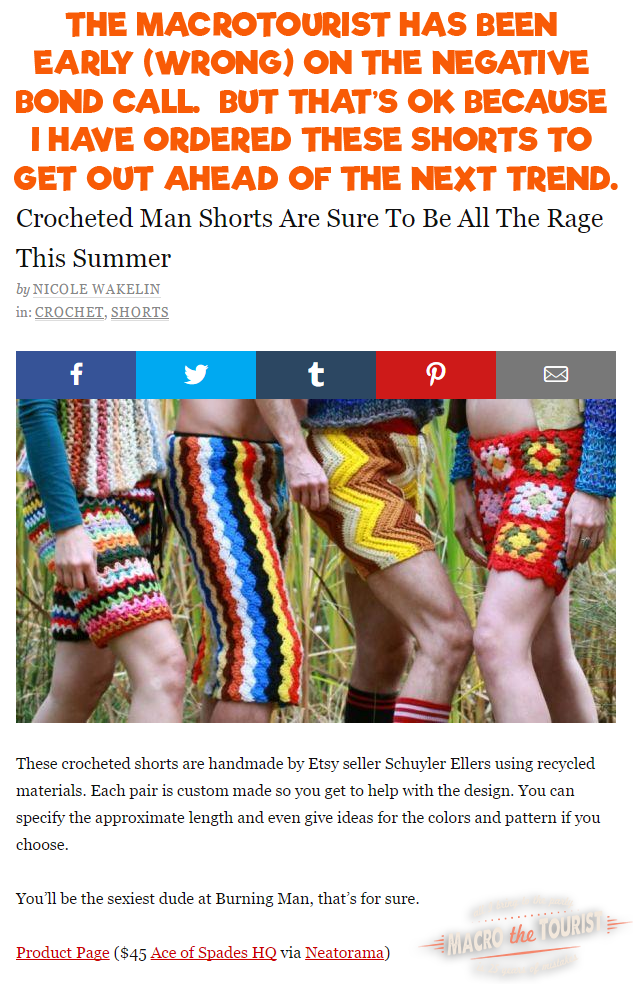 THE MACROTOURIST HAS BEEN
EARLY (WRONG) ON THE NEGATIVE
BOND CALL. BUT THAT'S OK BECAUSE
I HAVE ORDERED THESE SHORTS TO
GET OUT AHEAD OF THE NEXT TREND.
Crocheted Man Shorts Are Sure To Be All The Rage
This Summer
by NICOLE WAKELIN
in: CROCHET, SHORTS
These crocheted shorts are handmade by Etsy seller Schuyler Ellers using recycled
materials. Each pair is custom made so you get to help with the design. You can
specify the approximate length and even give ideas for the colors and pattern if you
choose.
You'll be the sexiest dude at Burning Man, that's for sure.
Product Page ($45 Ace of Spades HQ via Neatorama)
MACRO the TOURIST